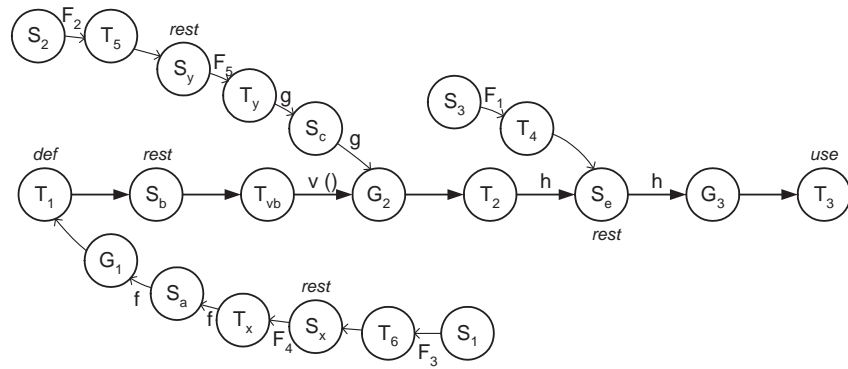 S2 F2 T5 rest
Sy F5 Ty g Sc g
S3 F1 T4
def rest use
T1 Sb Tvb v () G2 T2 h Se h G3 T3
rest
G1 f Sa f Tx F4 rest Sx T6 F3 S1